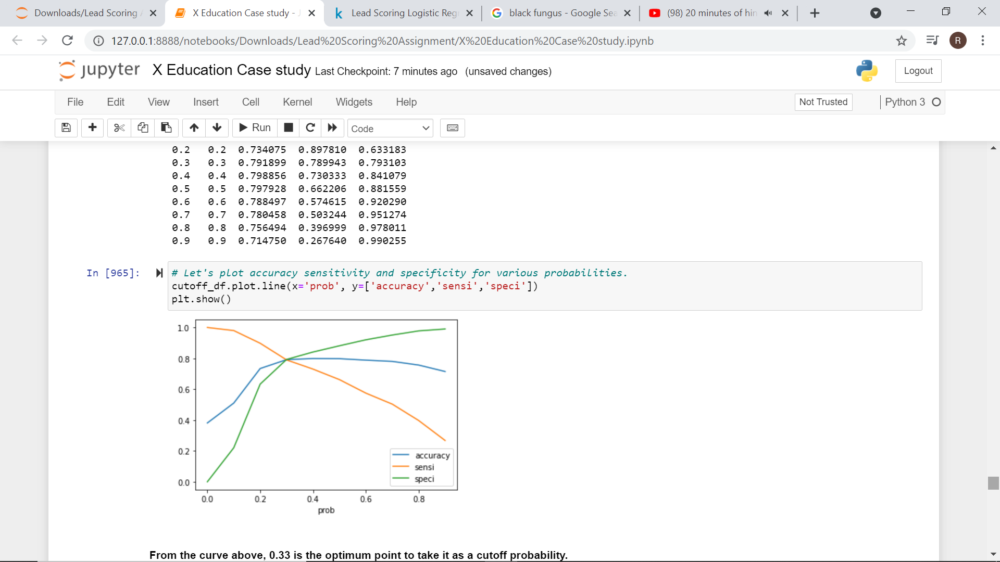 Downloads/Lead Scoring
X Education Case study -
Lead Scoring Logistic Reg
black fungus - Google Sea
(98) 20 minutes of hin
127.0.0.1:8888/notebooks/Downloads/Lead%20Scoring%20Assignment/X%20Education%20Case%20study.ipynb
R
jupyter X Education Case study Last Checkpoint: 7 minutes ago (unsaved changes)
Logout
File Edit View Insert Cell Kernel Widgets Help
Not Trusted
Python 3
Run
Code
0.2 0.2 0.734075 0.897810 0.633183
0.3 0.3 0.791899 0.789943 0.793103
0.4 0.4 0.798856 0.730333 0.841079
0.5 0.5 0.797928 0.662206 0.881559
0.6 0.6 0.788497 0.574615 0.920290
0.7 0.7 0.780458 0.503244 0.951274
0.8 0.8 0.756494 0.396999 0.978011
0.9 0.9 0.714750 0.267640 0.990255
In [965]:
# Let's plot accuracy sensitivity and specificity for various probabilities.
cutoff_df.plot.line(x='prob', y=['accuracy','sensi','speci'])
plt.show()
1.0
0.8
0.6
0.4
0.2
0.0
accuracy
sensi
speci
0.0 0.2 0.4 0.6 0.8
prob
From the curve above, 0.33 is the optimum point to take it as a cutoff probability.